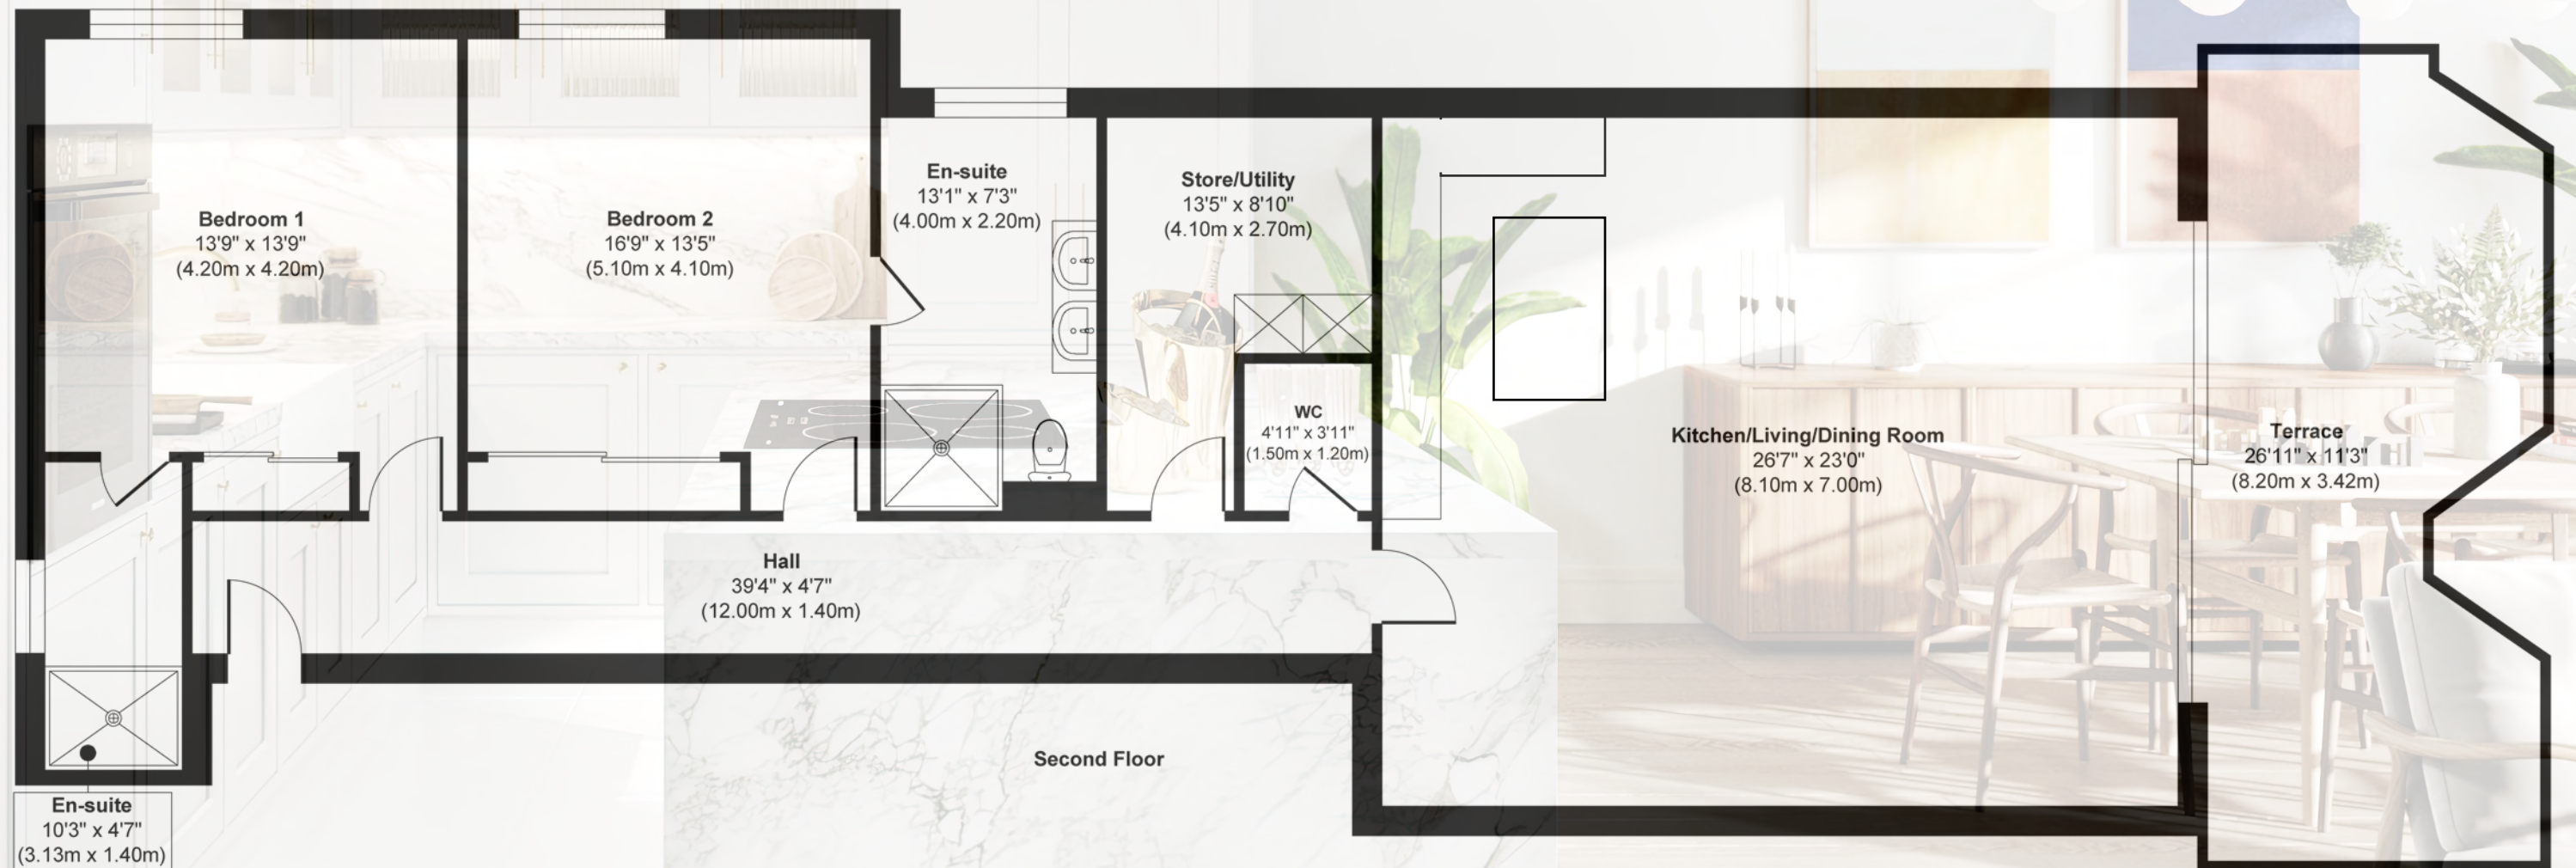 Bedroom 1
13'9" x 13'9"
(4.20m x 4.20m)
Bedroom 2
16'9" x 13'5"
(5.10m x 4.10m)
En-suite
13'1" x 7'3"
(4.00m x 2.20m)
Store/Utility
13'5" x 8'10"
(4.10m x 2.70m)
WC
4'11" x 3'11"
(1.50m x 1.20m)
Kitchen/Living/Dining Room
26'7" x 23'0"
(8.10m x 7.00m)
Terrace
26'11" x 11'3"
(8.20m x 3.42m)
Hall
39'4" x 4'7"
(12.00m x 1.40m)
Second Floor
En-suite
10'3" x 4'7"
(3.13m x 1.40m)